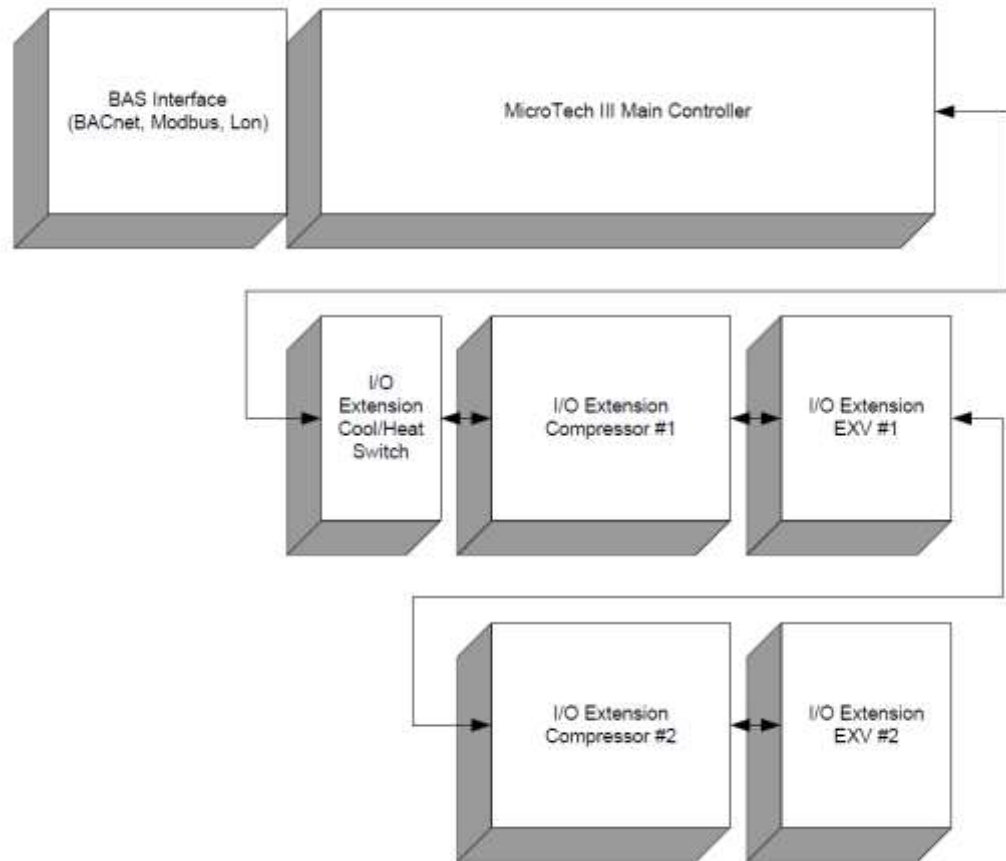 BAS Interface
(BACnet, Modbus, Lon)
MicroTech III Main Controller
I/O
Extension
Cool/Heat
Switch
I/O Extension
Compressor #1
I/O Extension
EXV #1
I/O Extension
Compressor #2
I/O Extension
EXV #2